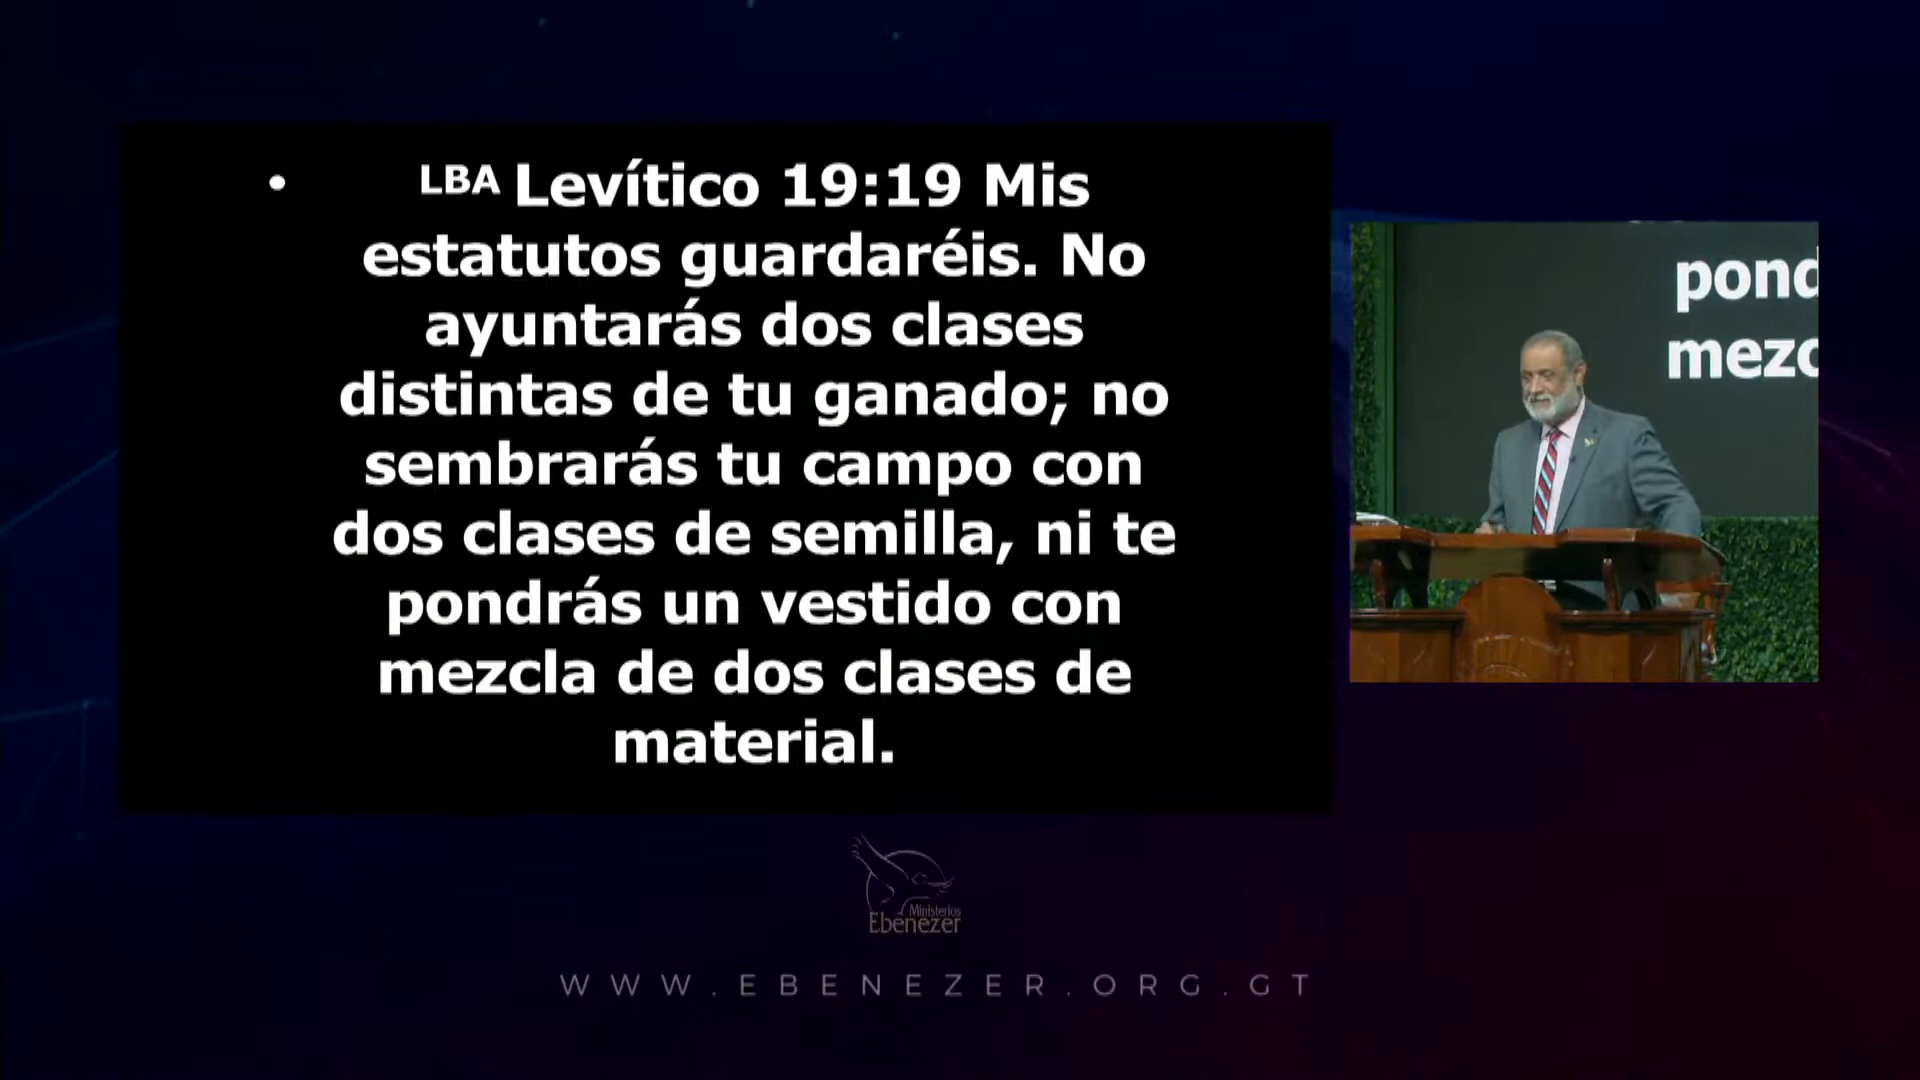 • LBA Levítico 19:19 Mis
estatutos guardaréis. No
ayuntarás dos clases
distintas de tu ganado; no
sembrarás tu campo con
dos clases de semilla, ni te
pondrás un vestido con
mezcla de dos clases de
material.
pond
mezc
Ministerios
Ebenezer
WWW.EBENEZER.ORG.GT